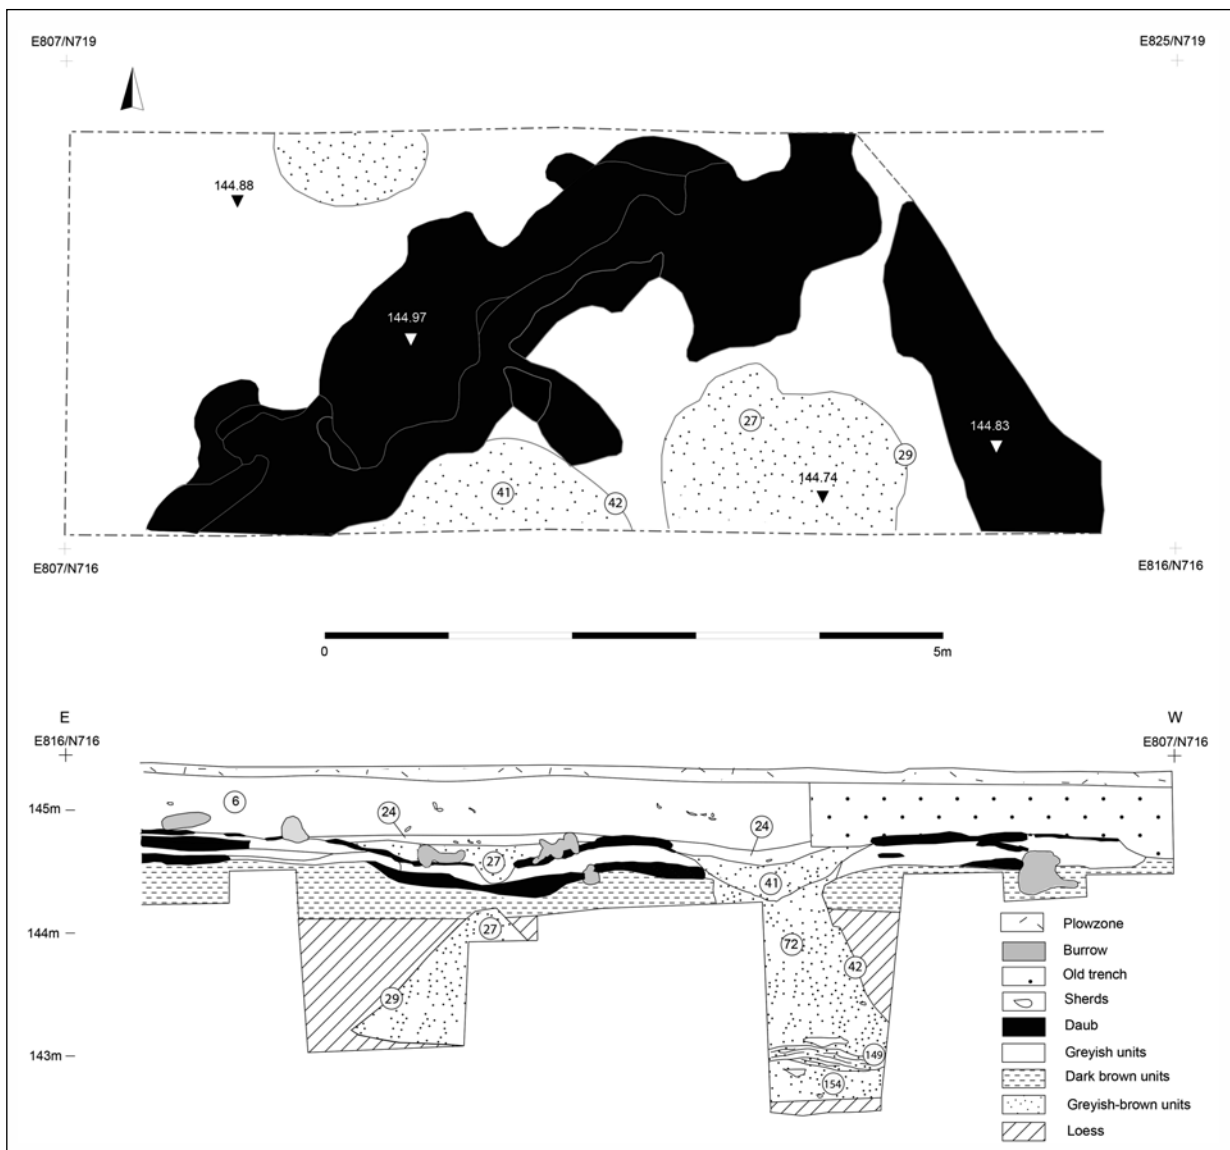 E807/N719
E825/N719
144.88
144.97
27
144.83
29
41
144.74
42
E807/N716
E816/N716
0
5m
E
W
E816/N716
E807/N716
145m
6
24
24
27
41
144m
27
72
42
29
143m
149
154
Plowzone
Burrow
Old trench
Sherds
Daub
Greyish units
Dark brown units
Greyish-brown units
Loess